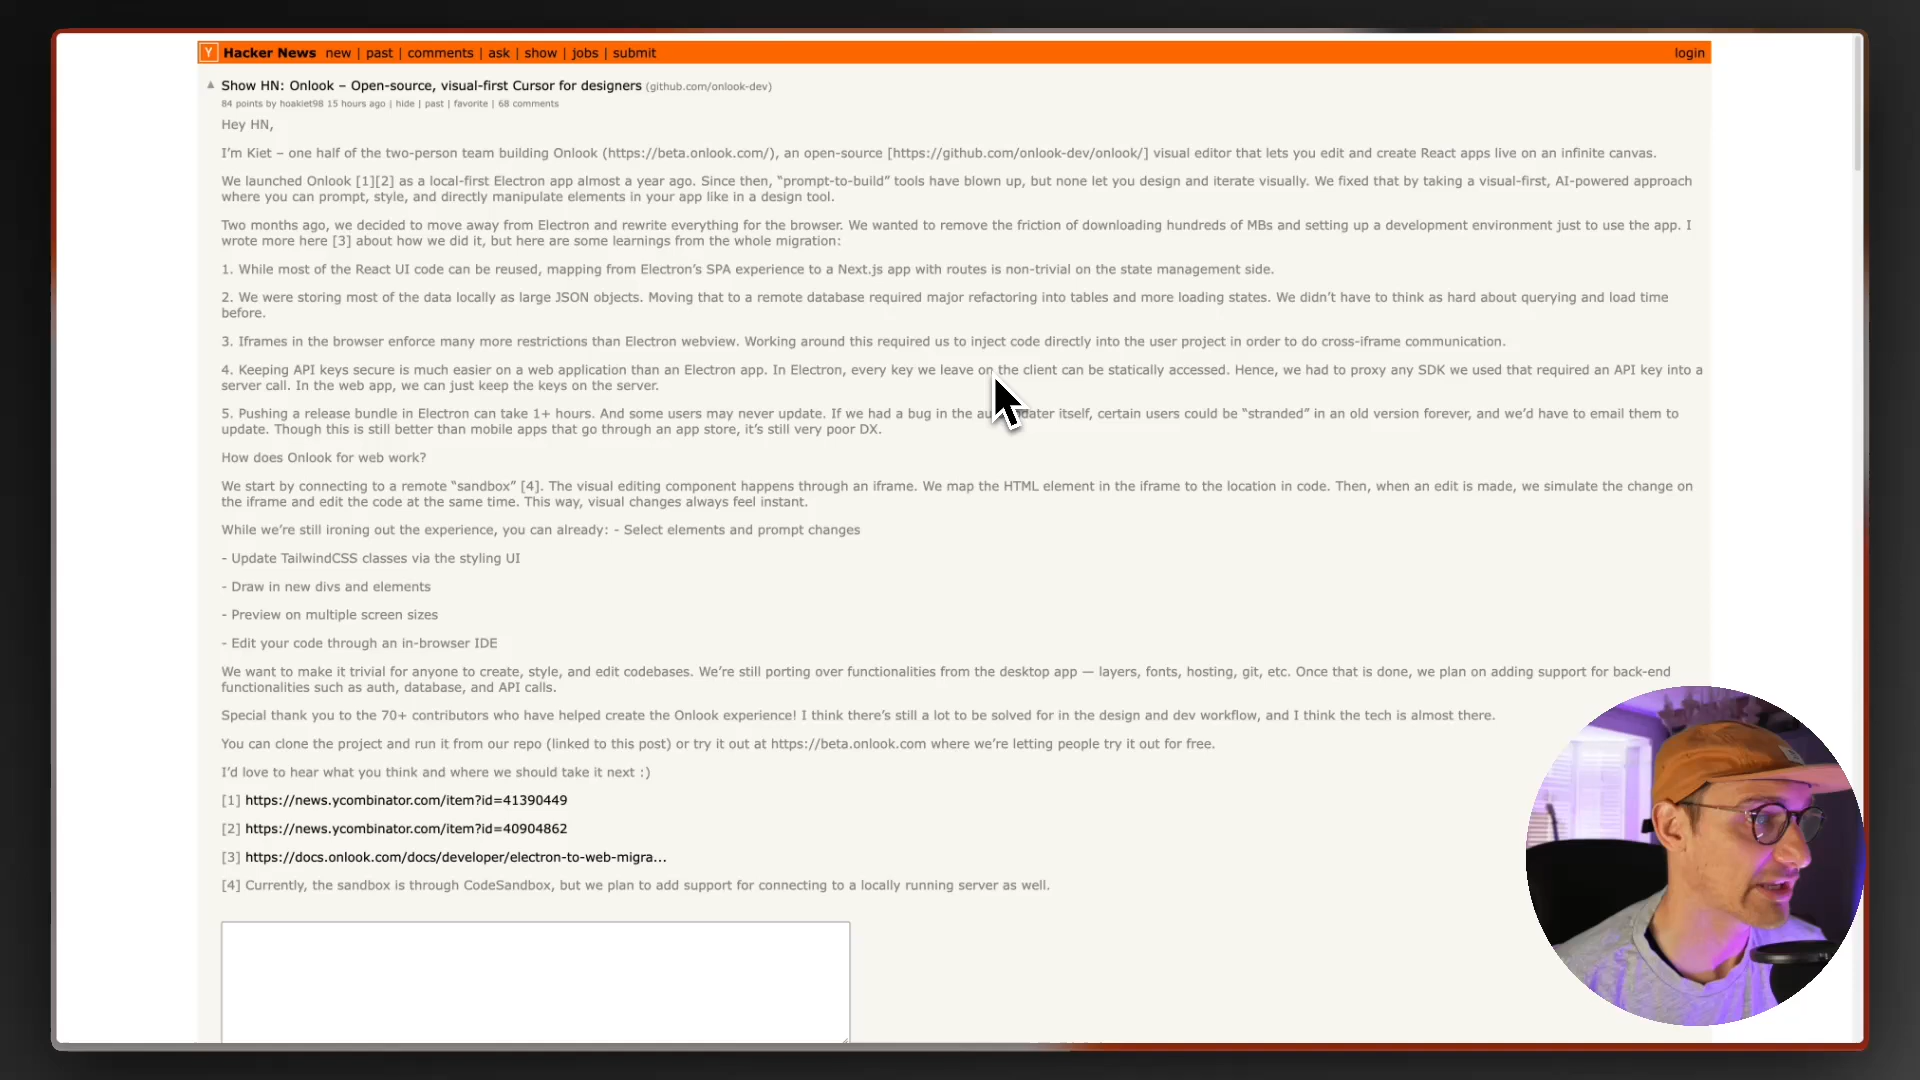 Y Hacker News new | past | comments | ask | show | jobs | submit login
Show HN: Onlook – Open-source, visual-first Cursor for designers (github.com/onlook-dev)
84 points by hoakiet98 15 hours ago | hide | past | favorite | 68 comments
Hey HN,
I’m Kiet – one half of the two-person team building Onlook (https://beta.onlook.com/), an open-source [https://github.com/onlook-dev/onlook/] visual editor that lets you edit and create React apps live on an infinite canvas.
We launched Onlook [1][2] as a local-first Electron app almost a year ago. Since then, “prompt-to-build” tools have blown up, but none let you design and iterate visually. We fixed that by taking a visual-first, AI-powered approach
where you can prompt, style, and directly manipulate elements in your app like in a design tool.
Two months ago, we decided to move away from Electron and rewrite everything for the browser. We wanted to remove the friction of downloading hundreds of MBs and setting up a development environment just to use the app. I
wrote more here [3] about how we did it, but here are some learnings from the whole migration:
1. While most of the React UI code can be reused, mapping from Electron’s SPA experience to a Next.js app with routes is non-trivial on the state management side.
2. We were storing most of the data locally as large JSON objects. Moving that to a remote database required major refactoring into tables and more loading states. We didn’t have to think as hard about querying and load time
before.
3. Iframes in the browser enforce many more restrictions than Electron webview. Working around this required us to inject code directly into the user project in order to do cross-iframe communication.
4. Keeping API keys secure is much easier on a web application than an Electron app. In Electron, every key we leave on the client can be statically accessed. Hence, we had to proxy any SDK we used that required an API key into a
server call. In the web app, we can just keep the keys on the server.
5. Pushing a release bundle in Electron can take 1+ hours. And some users may never update. If we had a bug in the itself, certain users could be “stranded” in an old version forever, and we’d have to email them to
update. Though this is still better than mobile apps that go through an app store, it’s still very poor DX.
How does Onlook for web work?
We start by connecting to a remote “sandbox” [4]. The visual editing component happens through an iframe. We map the HTML element in the iframe to the location in code. Then, when an edit is made, we simulate the change on
the iframe and edit the code at the same time. This way, visual changes always feel instant.
While we’re still ironing out the experience, you can already: - Select elements and prompt changes
- Update TailwindCSS classes via the styling UI
- Draw in new divs and elements
- Preview on multiple screen sizes
- Edit your code through an in-browser IDE
We want to make it trivial for anyone to create, style, and edit codebases. We’re still porting over functionalities from the desktop app — layers, fonts, hosting, git, etc. Once that is done, we plan on adding support for back-end
functionalities such as auth, database, and API calls.
Special thank you to the 70+ contributors who have helped create the Onlook experience! I think there’s still a lot to be solved for in the design and dev workflow, and I think the tech is almost there.
You can clone the project and run it from our repo (linked to this post) or try it out at https://beta.onlook.com where we’re letting people try it out for free.
I’d love to hear what you think and where we should take it next :)
[1] https://news.ycombinator.com/item?id=41390449
[2] https://news.ycombinator.com/item?id=40904862
[3] https://docs.onlook.com/docs/developer/electron-to-web-migra...
[4] Currently, the sandbox is through CodeSandbox, but we plan to add support for connecting to a locally running server as well.